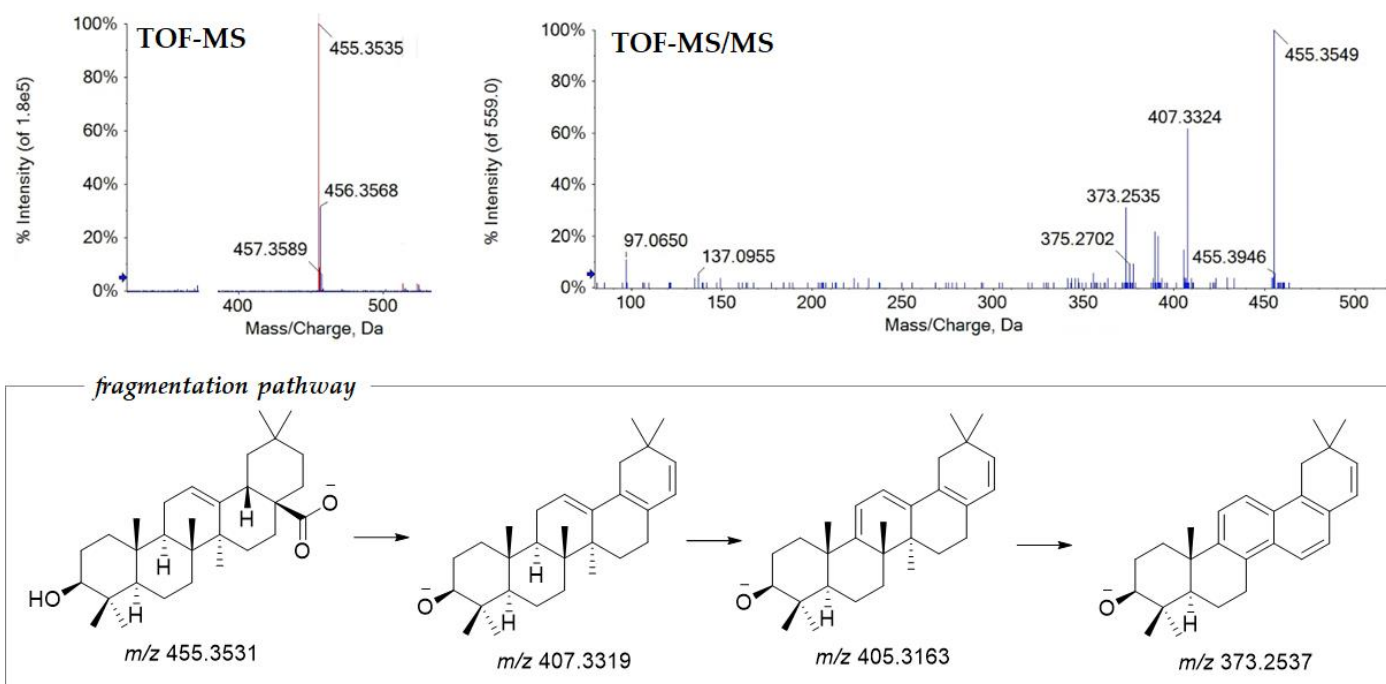 TOF-MS
100%
80%
60%
40%
20%
0%
% Intensity (of 1.8e5)
455.3535
456.3568
457.3589
400
500
Mass/Charge, Da
TOF-MS/MS
100%
80%
60%
40%
20%
0%
% Intensity (of 559.0)
455.3549
407.3324
373.2535
375.2702
455.3946
97.0650
137.0955
100
150
200
250
300
350
400
450
500
Mass/Charge, Da
fragmentation pathway
HO
H
H
H
O
O
−
m/z 455.3531
O
−
H
H
m/z 407.3319
O
−
H
m/z 405.3163
O
−
H
m/z 373.2537